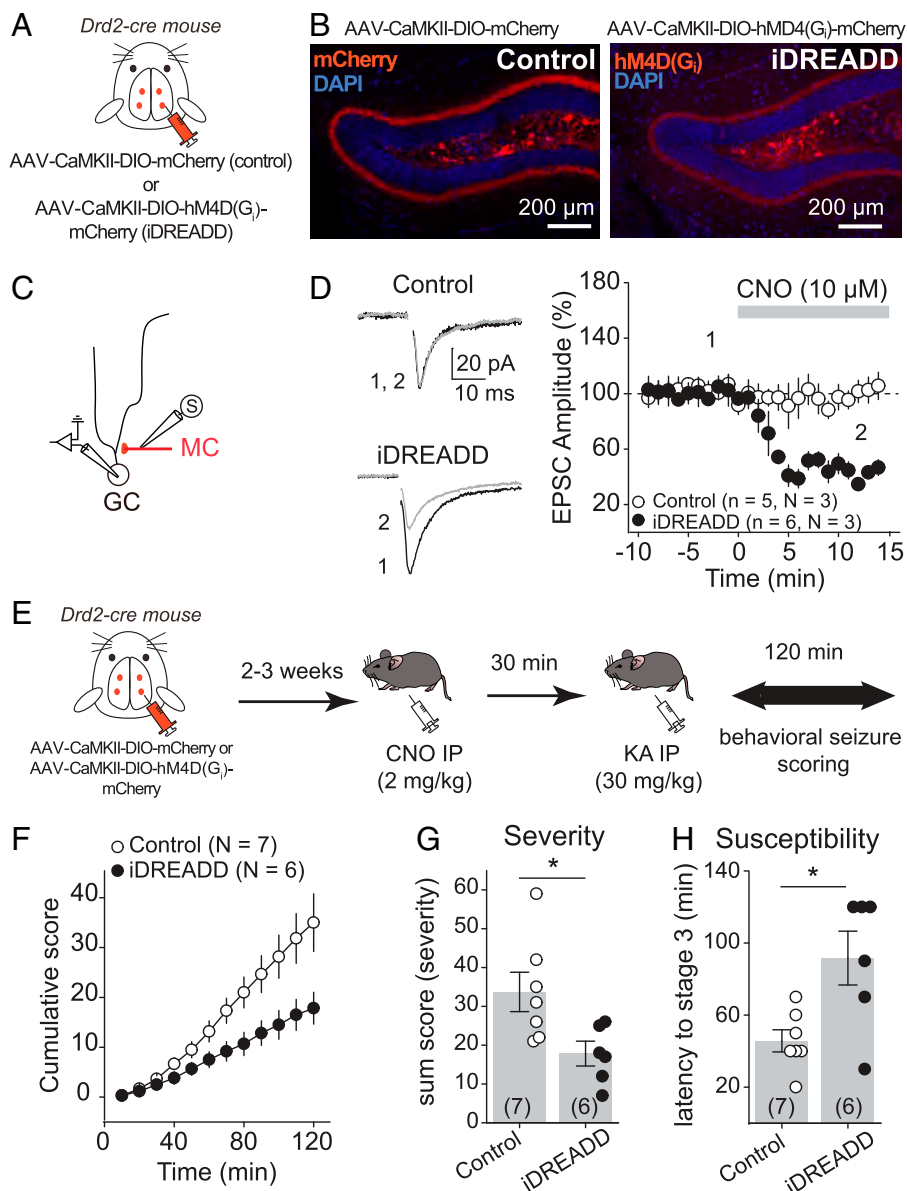 A
Drd2-cre mouse
AAV-CaMKII-DIO-mCherry (control)
or
AAV-CaMKII-DIO-hM4D(Gi)-
mCherry (iDREADD)
B
AAV-CaMKII-DIO-mCherry
mCherry
DAPI
Control
200 µm
AAV-CaMKII-DIO-hMD4(Gi)-mCherry
hM4D(Gi)
DAPI
iDREADD
200 µm
C
S
MC
GC
D
Control
1, 2
20 pA
10 ms
iDREADD
2
1
EPSC Amplitude (%)
180
140
100
60
20
CNO (10 µM)
1
2
Control (n = 5, N = 3)
iDREADD (n = 6, N = 3)
-10 -5 0 5 10 15
Time (min)
E
Drd2-cre mouse
AAV-CaMKII-DIO-mCherry or
AAV-CaMKII-DIO-hM4D(Gi)-
mCherry
2-3 weeks
CNO IP
(2 mg/kg)
30 min
KA IP
(30 mg/kg)
120 min
behavioral seizure
scoring
F
Control (N = 7)
iDREADD (N = 6)
Cumulative score
40
30
20
10
0
0 40 80 120
Time (min)
G
Severity
*
sum score (severity)
60
50
40
30
20
10
0
(7)
(6)
Control
iDREADD
H
Susceptibility
*
latency to stage 3 (min)
140
100
60
20
(7)
(6)
Control
iDREADD